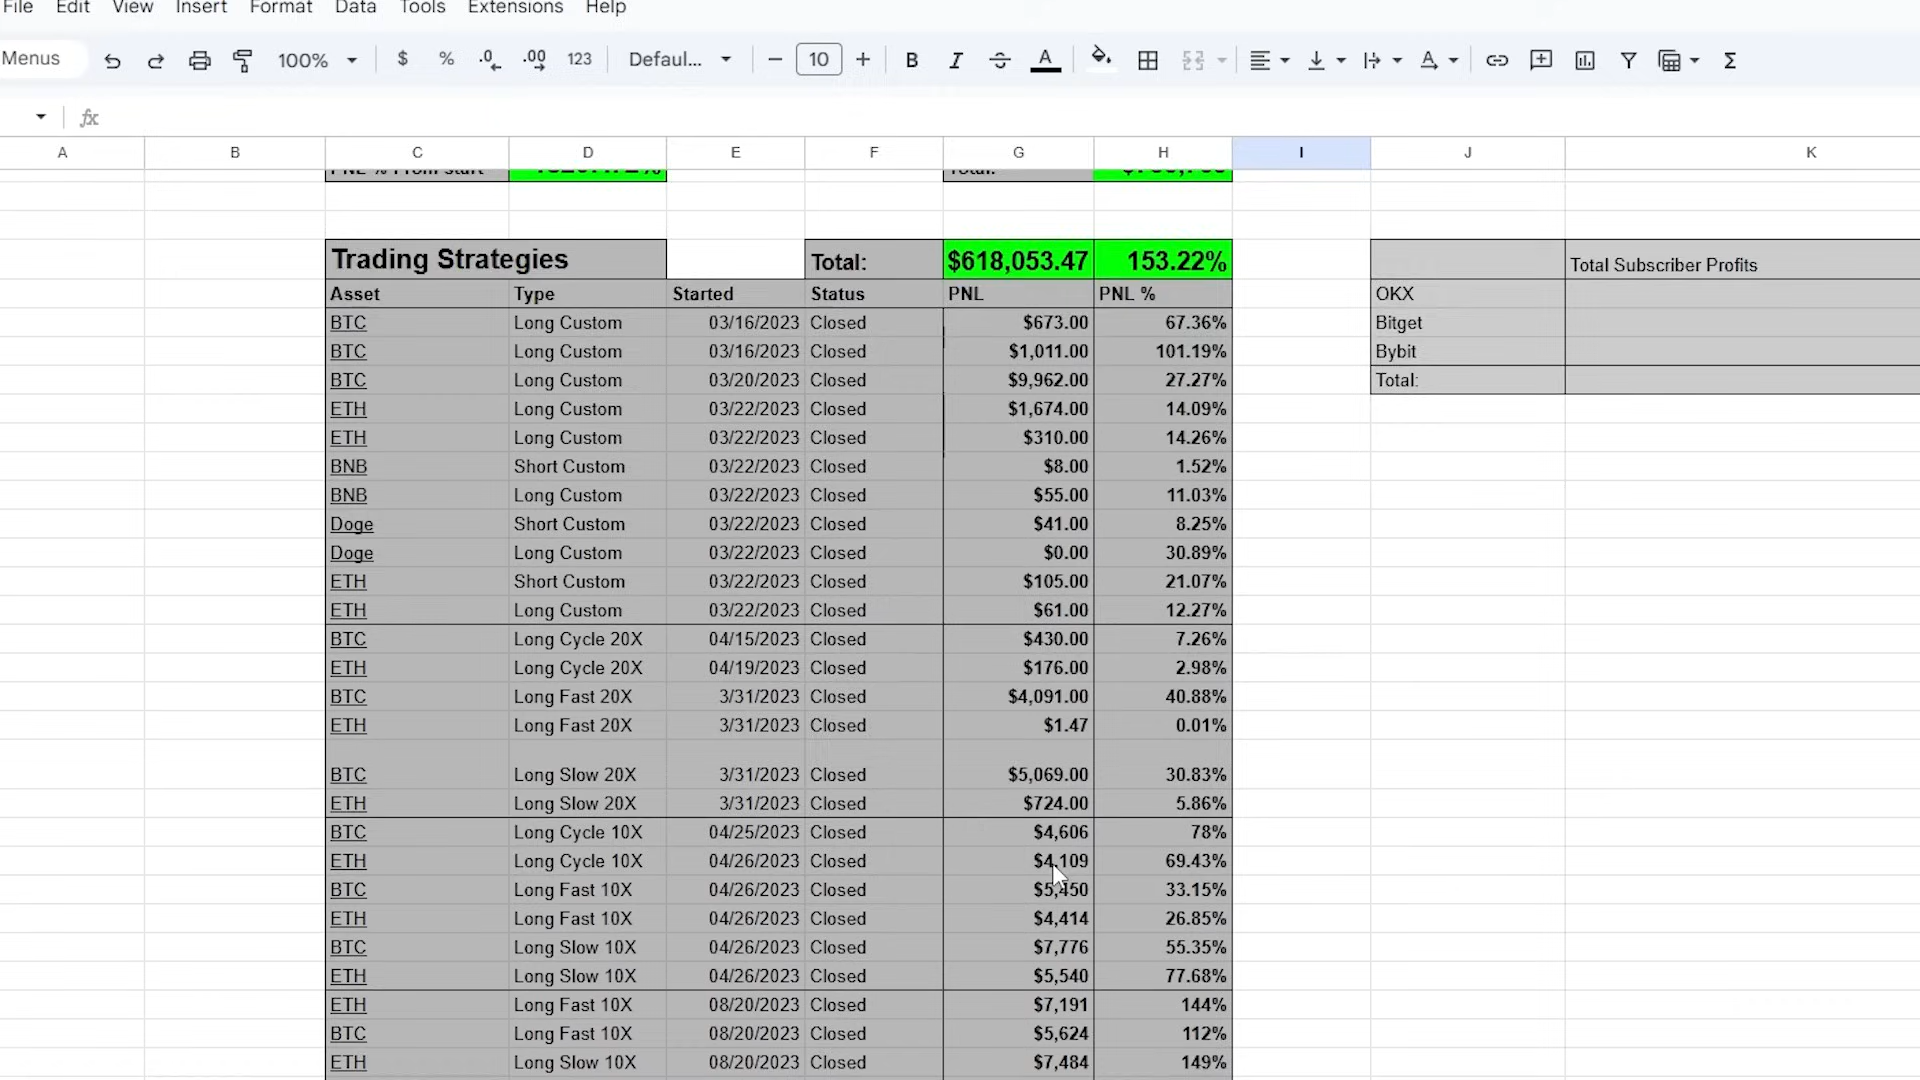 File Edit View Insert Format Data Tools Extensions Help
Menus 100% $ % .0 .00 123 Defaul... 10 B I A A Σ
fx
A B C D E F G H I J K
PNL % From Start Total:
Trading Strategies Total: $618,053.47 153.22% Total Subscriber Profits
Asset Type Started Status PNL PNL % OKX
BTC Long Custom 03/16/2023 Closed $673.00 67.36% Bitget
BTC Long Custom 03/16/2023 Closed $1,011.00 101.19% Bybit
BTC Long Custom 03/20/2023 Closed $9,962.00 27.27% Total:
ETH Long Custom 03/22/2023 Closed $1,674.00 14.09%
ETH Long Custom 03/22/2023 Closed $310.00 14.26%
BNB Short Custom 03/22/2023 Closed $8.00 1.52%
BNB Long Custom 03/22/2023 Closed $55.00 11.03%
Doge Short Custom 03/22/2023 Closed $41.00 8.25%
Doge Long Custom 03/22/2023 Closed $0.00 30.89%
ETH Short Custom 03/22/2023 Closed $105.00 21.07%
ETH Long Custom 03/22/2023 Closed $61.00 12.27%
BTC Long Cycle 20X 04/15/2023 Closed $430.00 7.26%
ETH Long Cycle 20X 04/19/2023 Closed $176.00 2.98%
BTC Long Fast 20X 3/31/2023 Closed $4,091.00 40.88%
ETH Long Fast 20X 3/31/2023 Closed $1.47 0.01%
BTC Long Slow 20X 3/31/2023 Closed $5,069.00 30.83%
ETH Long Slow 20X 3/31/2023 Closed $724.00 5.86%
BTC Long Cycle 10X 04/25/2023 Closed $4,606 78%
ETH Long Cycle 10X 04/26/2023 Closed $4,109 69.43%
BTC Long Fast 10X 04/26/2023 Closed $5,450 33.15%
ETH Long Fast 10X 04/26/2023 Closed $4,414 26.85%
BTC Long Slow 10X 04/26/2023 Closed $7,776 55.35%
ETH Long Slow 10X 04/26/2023 Closed $5,540 77.68%
ETH Long Fast 10X 08/20/2023 Closed $7,191 144%
BTC Long Fast 10X 08/20/2023 Closed $5,624 112%
ETH Long Slow 10X 08/20/2023 Closed $7,484 149%